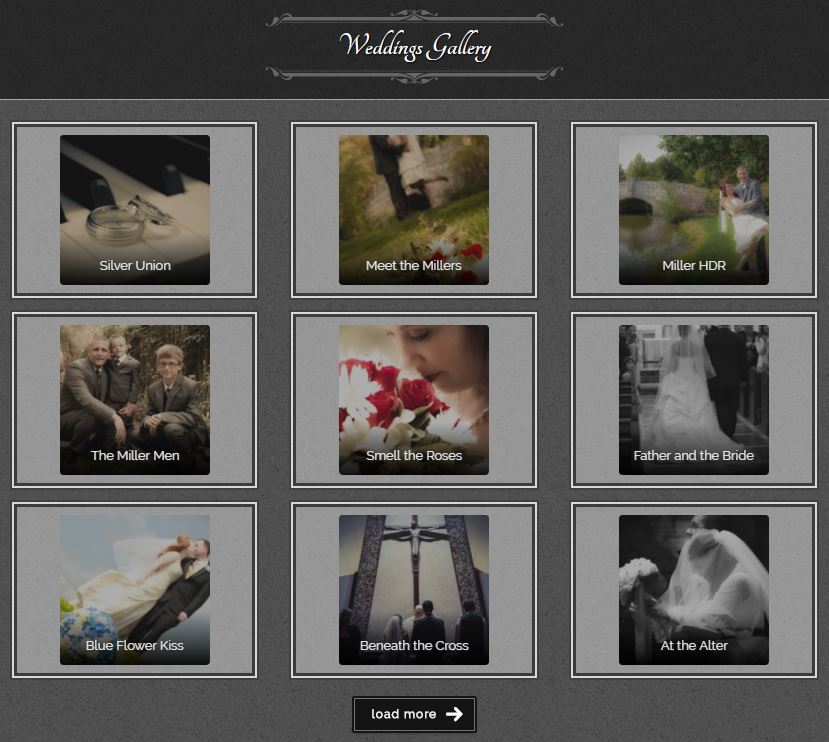 Weddings Gallery
Silver Union
Meet the Millers
Miller HDR
The Miller Men
Smell the Roses
Father and the Bride
Blue Flower Kiss
Beneath the Cross
At the Alter
load more